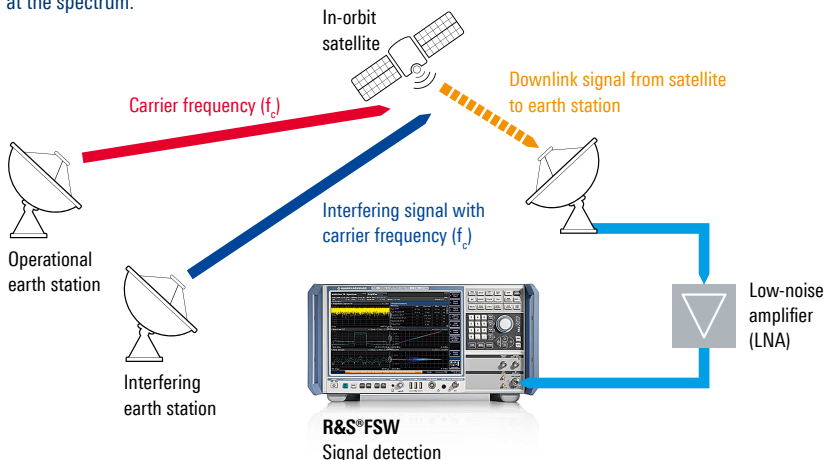 at the spectrum.
In-orbit
satellite
Carrier frequency (fc)
Downlink signal from satellite
to earth station
Interfering signal with
carrier frequency (fc)
Operational
earth station
Low-noise
amplifier
(LNA)
Interfering
earth station
R&S®FSW
Signal detection